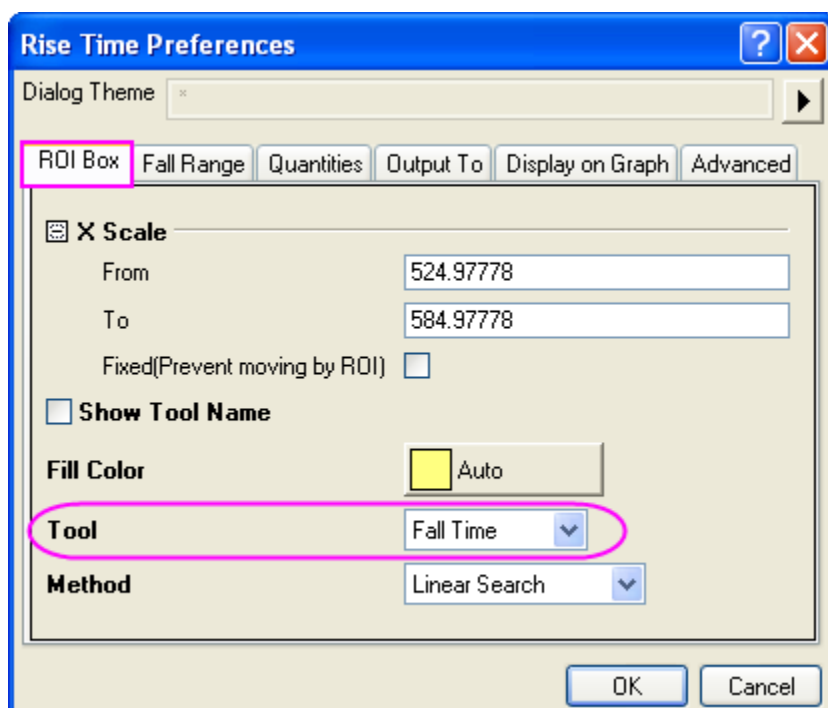 Rise Time Preferences
Dialog Theme *
ROI Box Fall Range Quantities Output To Display on Graph Advanced
X Scale
From 524.97778
To 584.97778
Fixed(Prevent moving by ROI)
Show Tool Name
Fill Color Auto
Tool Fall Time
Method Linear Search
OK Cancel